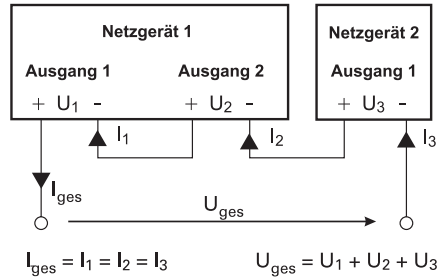 Netzgerät 1
Netzgerät 2
Ausgang 1
Ausgang 2
Ausgang 1
+ U1 -
+ U2 -
+ U3 -
I1
I2
I3
Iges
Uges
Iges = I1 = I2 = I3
Uges = U1 + U2 + U3